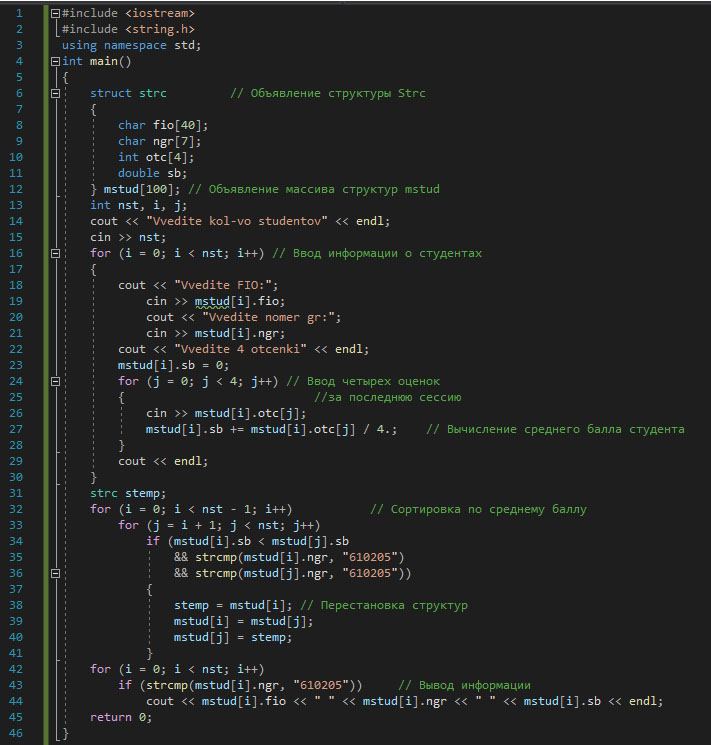 1 #include <iostream>
2 #include <string.h>
3 using namespace std;
4 int main()
5 {
6 struct strc // Объявление структуры Strc
7 {
8 char fio[40];
9 char ngr[7];
10 int otc[4];
11 double sb;
12 } mstud[100]; // Объявление массива структур mstud
13 int nst, i, j;
14 cout << "Vvedite kol-vo studentov" << endl;
15 cin >> nst;
16 for (i = 0; i < nst; i++) // Ввод информации о студентах
17 {
18 cout << "Vvedite FIO:";
19 cin >> mstud[i].fio;
20 cout << "Vvedite nomer gr:";
21 cin >> mstud[i].ngr;
22 cout << "Vvedite 4 otcenki" << endl;
23 mstud[i].sb = 0;
24 for (j = 0; j < 4; j++) // Ввод четырех оценок
25 { //за последнюю сессию
26 cin >> mstud[i].otc[j];
27 mstud[i].sb += mstud[i].otc[j] / 4.; // Вычисление среднего балла студента
28 }
29 cout << endl;
30 }
31 strc stemp;
32 for (i = 0; i < nst - 1; i++) // Сортировка по среднему баллу
33 for (j = i + 1; j < nst; j++)
34 if (mstud[i].sb < mstud[j].sb
35 && strcmp(mstud[i].ngr, "610205")
36 && strcmp(mstud[j].ngr, "610205"))
37 {
38 stemp = mstud[i]; // Перестановка структур
39 mstud[i] = mstud[j];
40 mstud[j] = stemp;
41 }
42 for (i = 0; i < nst; i++)
43 if (strcmp(mstud[i].ngr, "610205")) // Вывод информации
44 cout << mstud[i].fio << " " << mstud[i].ngr << " " << mstud[i].sb << endl;
45 return 0;
46 }